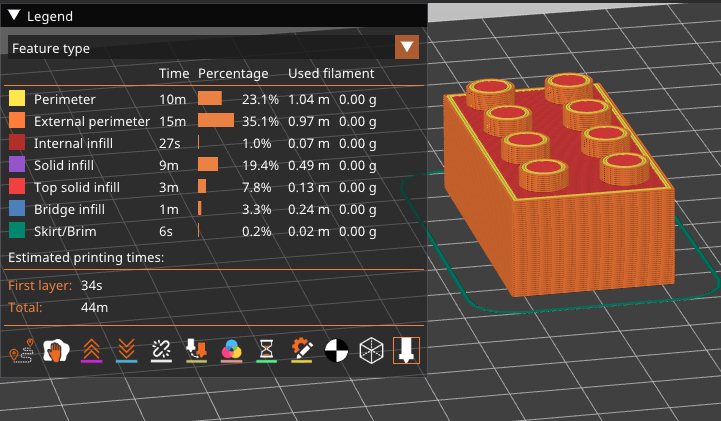 Legend
Feature type
Time Percentage Used filament
Perimeter 10m 23.1% 1.04 m 0.00 g
External perimeter 15m 35.1% 0.97 m 0.00 g
Internal infill 27s 1.0% 0.07 m 0.00 g
Solid infill 9m 19.4% 0.49 m 0.00 g
Top solid infill 3m 7.8% 0.13 m 0.00 g
Bridge infill 1m 3.3% 0.24 m 0.00 g
Skirt/Brim 6s 0.2% 0.02 m 0.00 g
Estimated printing times:
First layer: 34s
Total: 44m